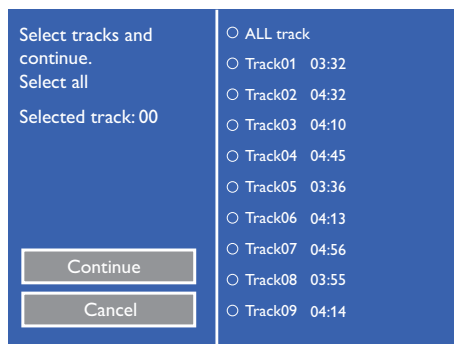 Select tracks and
continue.
Select all
Selected track: 00
Continue
Cancel
ALL track
Track01 03:32
Track02 04:32
Track03 04:10
Track04 04:45
Track05 03:36
Track06 04:13
Track07 04:56
Track08 03:55
Track09 04:14